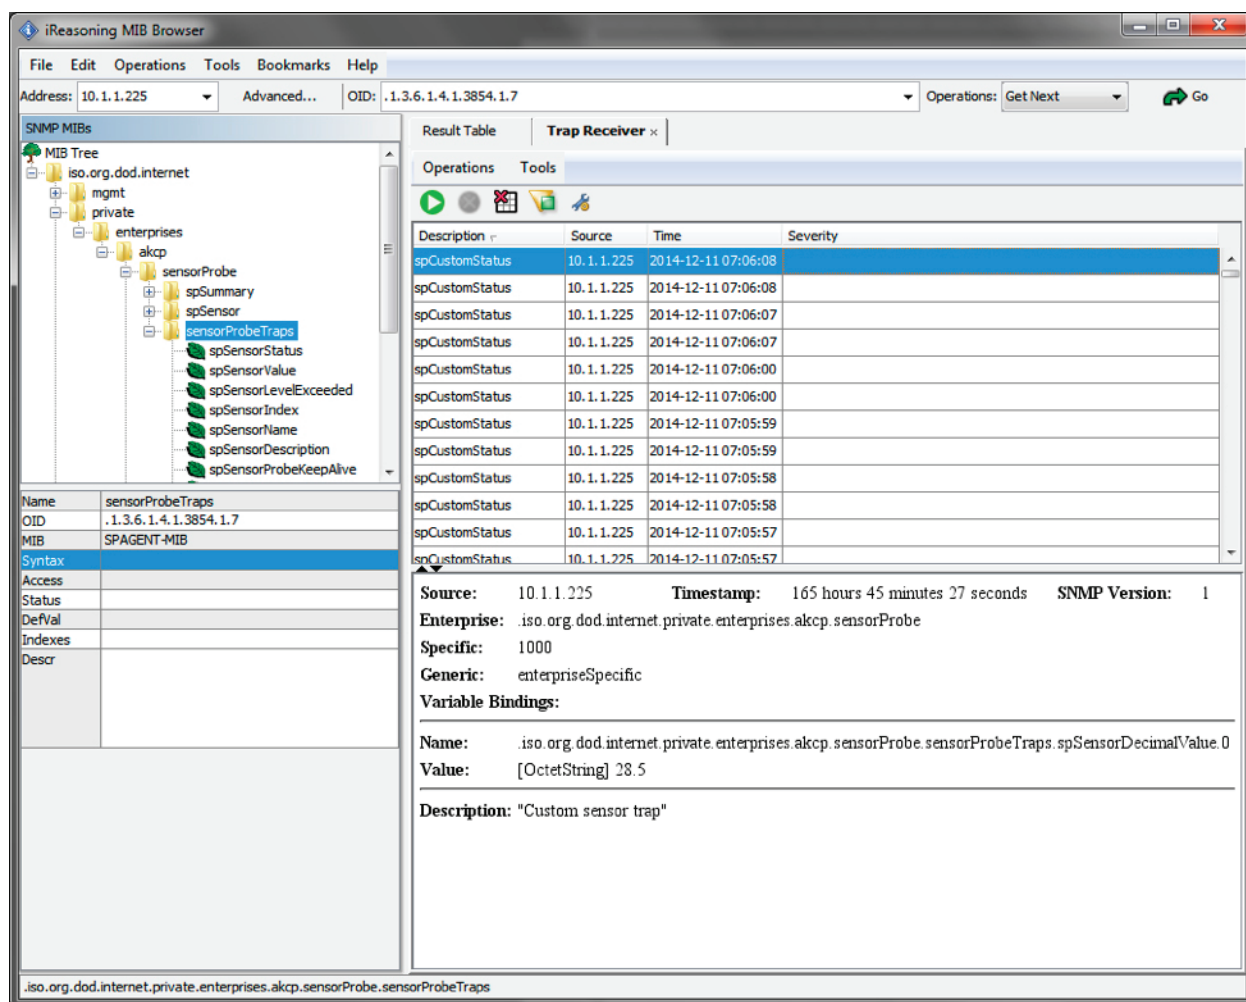 iReasoning MIB Browser
File Edit Operations Tools Bookmarks Help
Address: 10.1.1.225 Advanced... OID: .1.3.6.1.4.1.3854.1.7 Operations: Get Next Go
SNMP MIBs
MIB Tree
iso.org.dod.internet
mgmt
private
enterprises
akcp
sensorProbe
spSummary
spSensor
sensorProbeTraps
spSensorStatus
spSensorValue
spSensorLevelExceeded
spSensorIndex
spSensorName
spSensorDescription
spSensorProbeKeepAlive
Name sensorProbeTraps
OID .1.3.6.1.4.1.3854.1.7
MIB SPAGENT-MIB
Syntax
Access
Status
DefVal
Indexes
Descr
Result Table Trap Receiver ×
Operations Tools
Description Source Time Severity
spCustomStatus 10.1.1.225 2014-12-11 07:06:08
spCustomStatus 10.1.1.225 2014-12-11 07:06:08
spCustomStatus 10.1.1.225 2014-12-11 07:06:07
spCustomStatus 10.1.1.225 2014-12-11 07:06:07
spCustomStatus 10.1.1.225 2014-12-11 07:06:00
spCustomStatus 10.1.1.225 2014-12-11 07:06:00
spCustomStatus 10.1.1.225 2014-12-11 07:05:59
spCustomStatus 10.1.1.225 2014-12-11 07:05:59
spCustomStatus 10.1.1.225 2014-12-11 07:05:58
spCustomStatus 10.1.1.225 2014-12-11 07:05:58
spCustomStatus 10.1.1.225 2014-12-11 07:05:57
spCustomStatus 10.1.1.225 2014-12-11 07:05:57
Source: 10.1.1.225 Timestamp: 165 hours 45 minutes 27 seconds SNMP Version: 1
Enterprise: .iso.org.dod.internet.private.enterprises.akcp.sensorProbe
Specific: 1000
Generic: enterpriseSpecific
Variable Bindings:
Name: .iso.org.dod.internet.private.enterprises.akcp.sensorProbe.sensorProbeTraps.spSensorDecimalValue.0
Value: [OctetString] 28.5
Description: "Custom sensor trap"
.iso.org.dod.internet.private.enterprises.akcp.sensorProbe.sensorProbeTraps